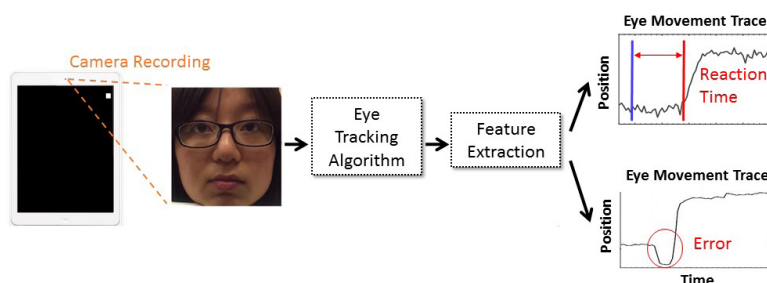 Camera Recording
Eye
Tracking
Algorithm
Feature
Extraction
Eye Movement Trace
Position
Reaction
Time
Eye Movement Trace
Position
Error
Time